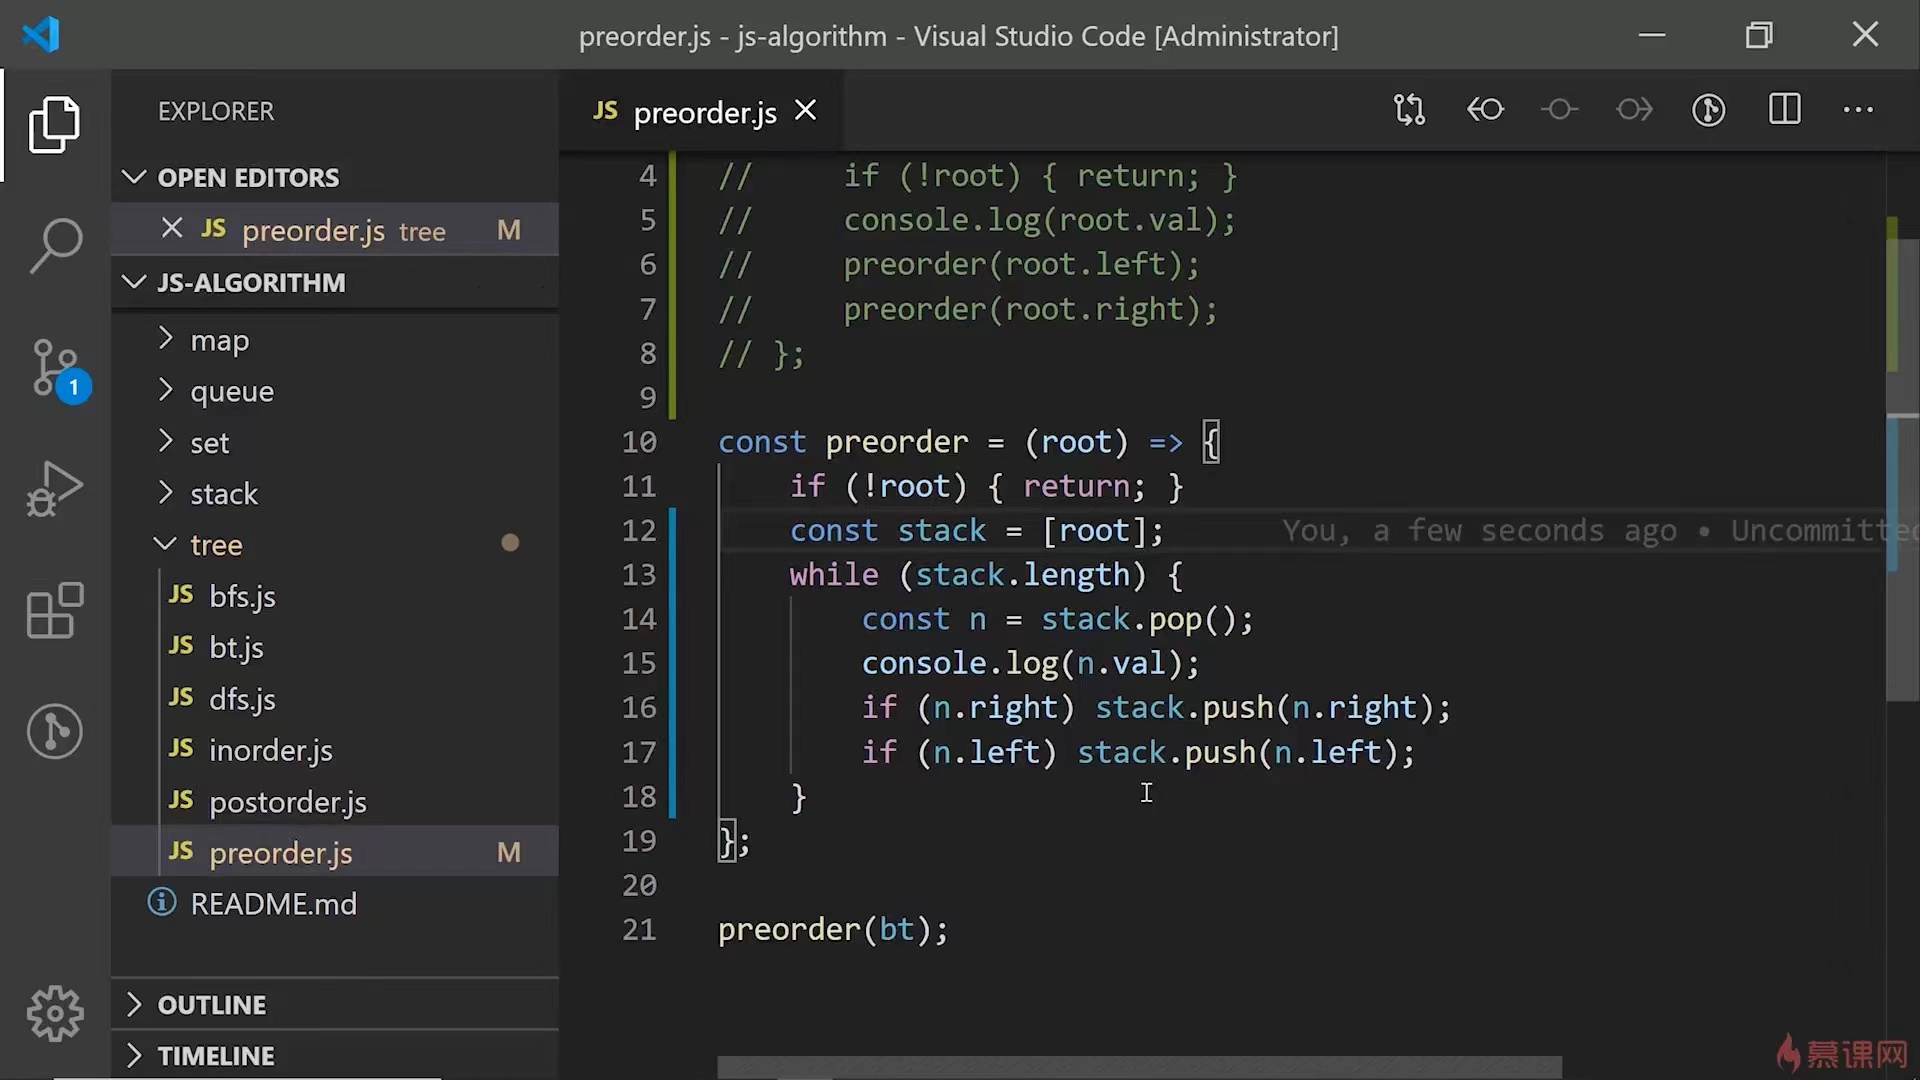 preorder.js - js-algorithm - Visual Studio Code [Administrator]
EXPLORER
OPEN EDITORS
JS preorder.js tree M
JS-ALGORITHM
map
queue
set
stack
tree
JS bfs.js
JS bt.js
JS dfs.js
JS inorder.js
JS postorder.js
JS preorder.js M
README.md
OUTLINE
TIMELINE
1
JS preorder.js
4 //     if (!root) { return; }
5 //     console.log(root.val);
6 //     preorder(root.left);
7 //     preorder(root.right);
8 // };
9
10 const preorder = (root) => {
11     if (!root) { return; }
12     const stack = [root]; You, a few seconds ago • Uncommitted
13     while (stack.length) {
14         const n = stack.pop();
15         console.log(n.val);
16         if (n.right) stack.push(n.right);
17         if (n.left) stack.push(n.left);
18     }
19 };
20
21 preorder(bt);
慕课网